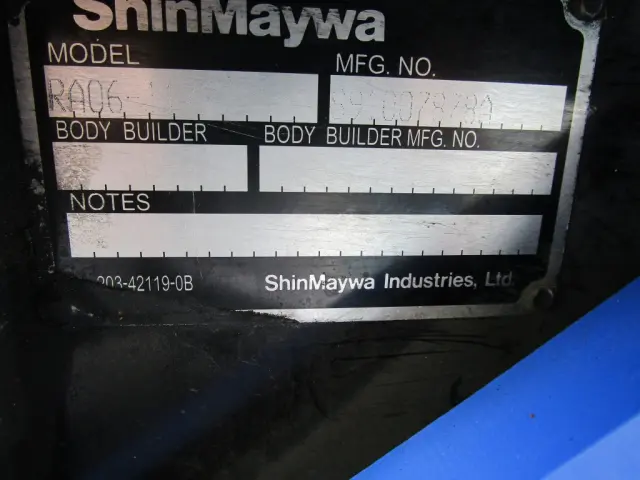 ShinMaywa
MODEL MFG. NO.
RA06-
BODY BUILDER BODY BUILDER MFG. NO.
NOTES
203-42119-0B ShinMaywa Industries, Ltd.